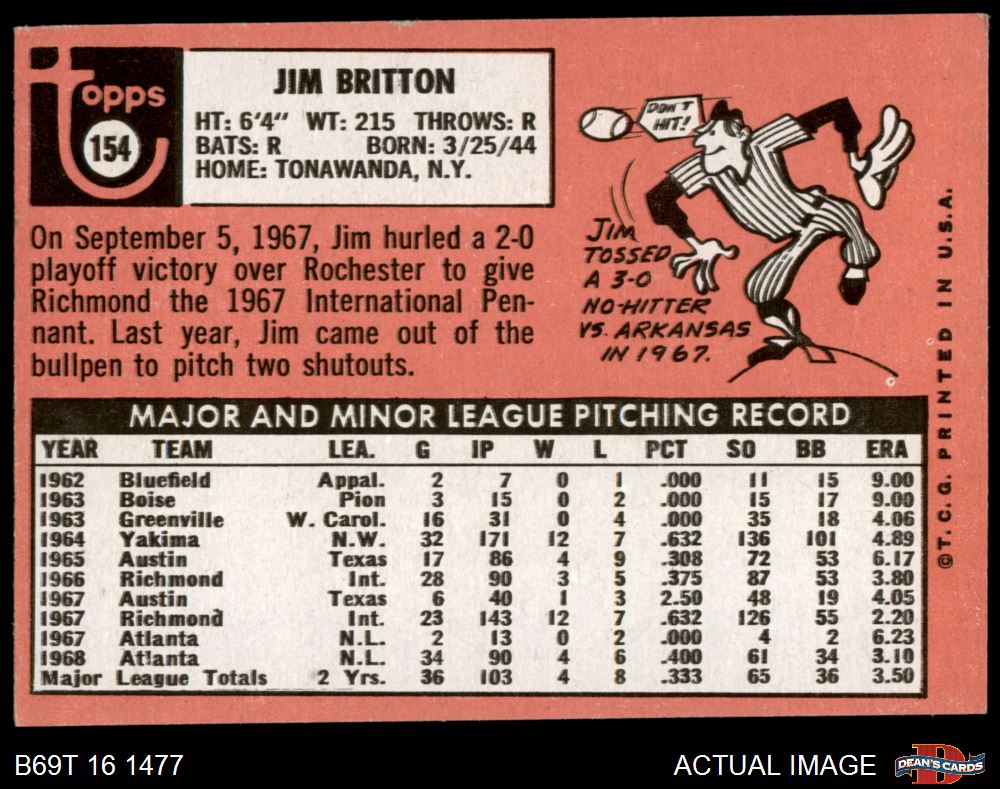 topps
154
JIM BRITTON
HT: 6'4" WT: 215 THROWS: R
BATS: R BORN: 3/25/44
HOME: TONAWANDA, N.Y.
On September 5, 1967, Jim hurled a 2-0
playoff victory over Rochester to give
Richmond the 1967 International Pen-
nant. Last year, Jim came out of the
bullpen to pitch two shutouts.
DON'T
HIT!
JIM
TOSSED
A 3-0
NO-HITTER
VS. ARKANSAS
IN 1967.
MAJOR AND MINOR LEAGUE PITCHING RECORD
YEAR TEAM LEA. G IP W L PCT SO BB ERA
1962 Bluefield Appal. 2 7 0 1 .000 11 15 9.00
1963 Boise Pion 3 15 0 2 .000 15 17 9.00
1963 Greenville W. Carol. 16 31 0 4 .000 35 18 4.06
1964 Yakima N.W. 32 171 12 7 .632 136 101 4.89
1965 Austin Texas 17 86 4 9 .308 72 53 6.17
1966 Richmond Int. 28 90 3 5 .375 87 53 3.80
1967 Austin Texas 6 40 1 3 2.50 48 19 4.05
1967 Richmond Int. 23 143 12 7 .632 126 55 2.20
1967 Atlanta N.L. 2 13 0 2 .000 4 2 6.23
1968 Atlanta N.L. 34 90 4 6 .400 61 34 3.10
Major League Totals 2 Yrs. 36 103 4 8 .333 65 36 3.50
©T.C.G. PRINTED IN U.S.A.
B69T 16 1477
ACTUAL IMAGE
D
DEAN'S CARDS